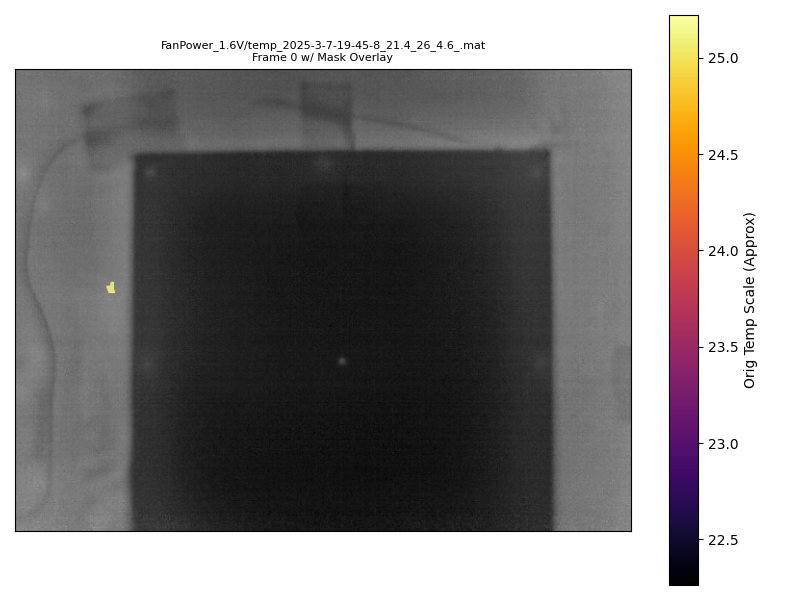 FanPower_1.6V/temp_2025-3-7-19-45-8_21.4_26_4.6_.mat
Frame 0 w/ Mask Overlay
25.0
24.5
24.0
23.5
23.0
22.5
Orig Temp Scale (Approx)